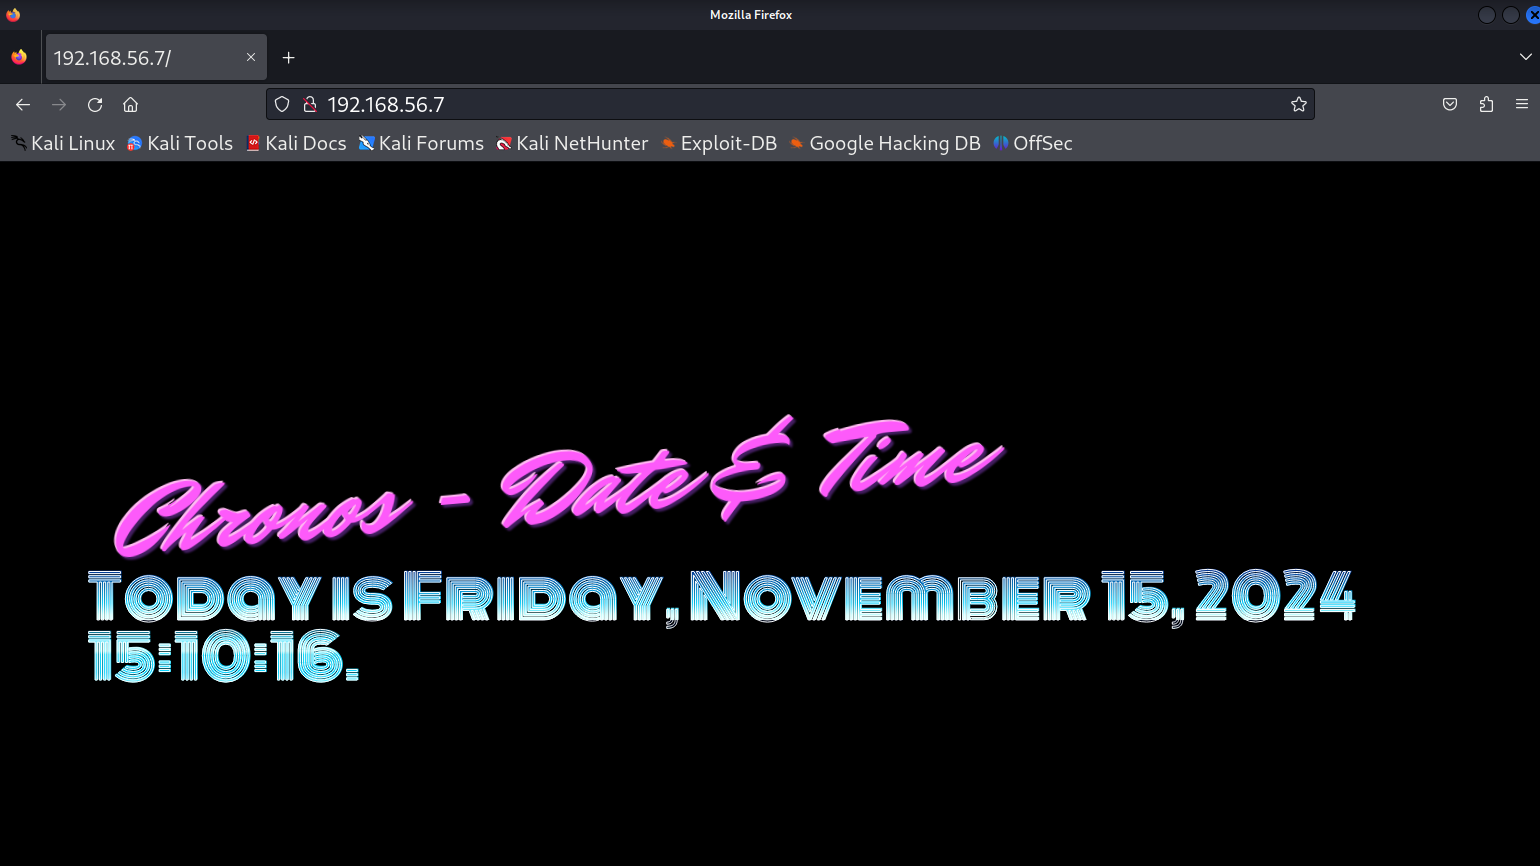 Mozilla Firefox
192.168.56.7/
192.168.56.7
Kali Linux Kali Tools Kali Docs Kali Forums Kali NetHunter Exploit-DB Google Hacking DB OffSec
Chronos - Date & Time
Today is Friday, November 15, 2024
15:10:16.